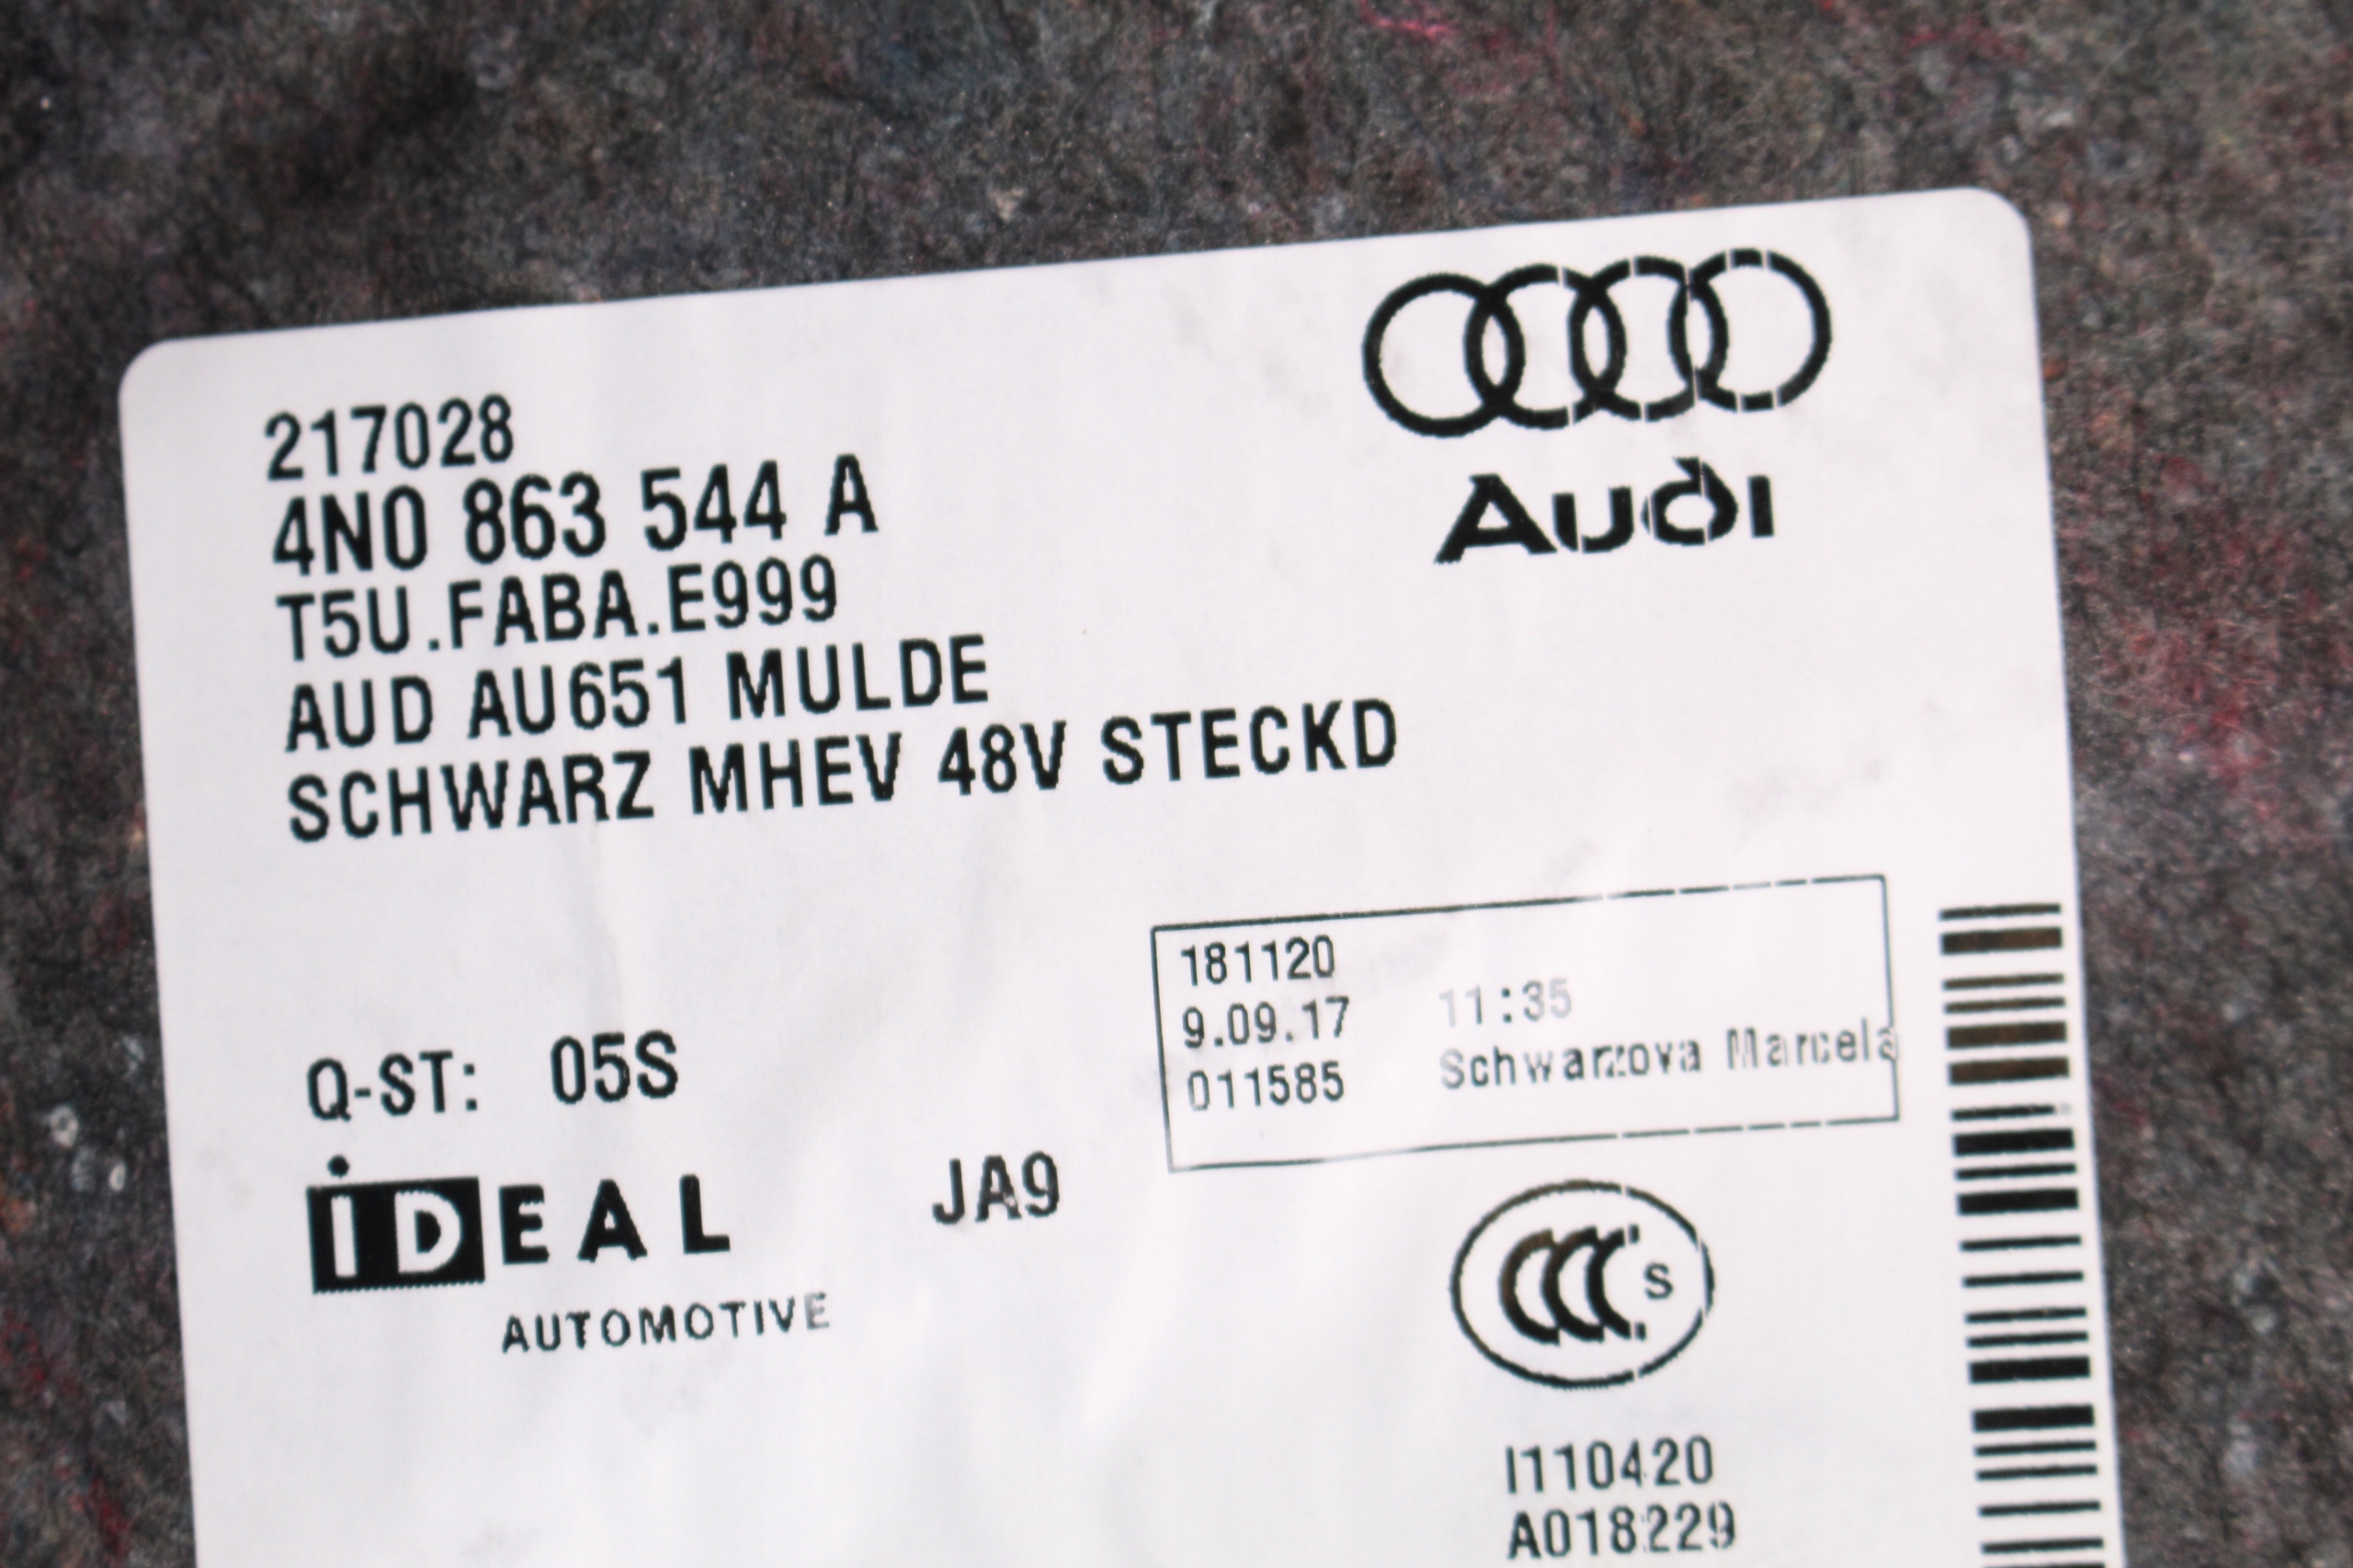 Audi
217028
4N0 863 544 A
T5U.FABA.E999
AUD AU651 MULDE
SCHWARZ MHEV 48V STECKD
181120
9.09.17 11:35
011585 Schwarzova Marcela
Q-ST: 05S
iDEAL
AUTOMOTIVE
JA9
CCC S
I110420
A018229